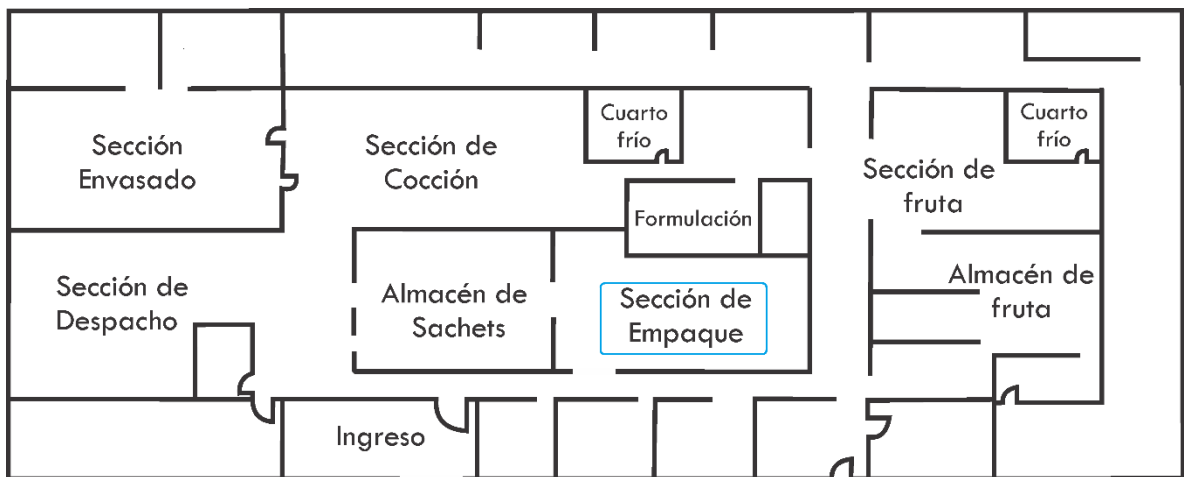 Sección
Envasado
Sección de
Cocción
Cuarto
frío
Cuarto
frío
Sección de
fruta
Formulación
Sección de
Despacho
Almacén de
Sachets
Sección de
Empaque
Almacén de
fruta
Ingreso